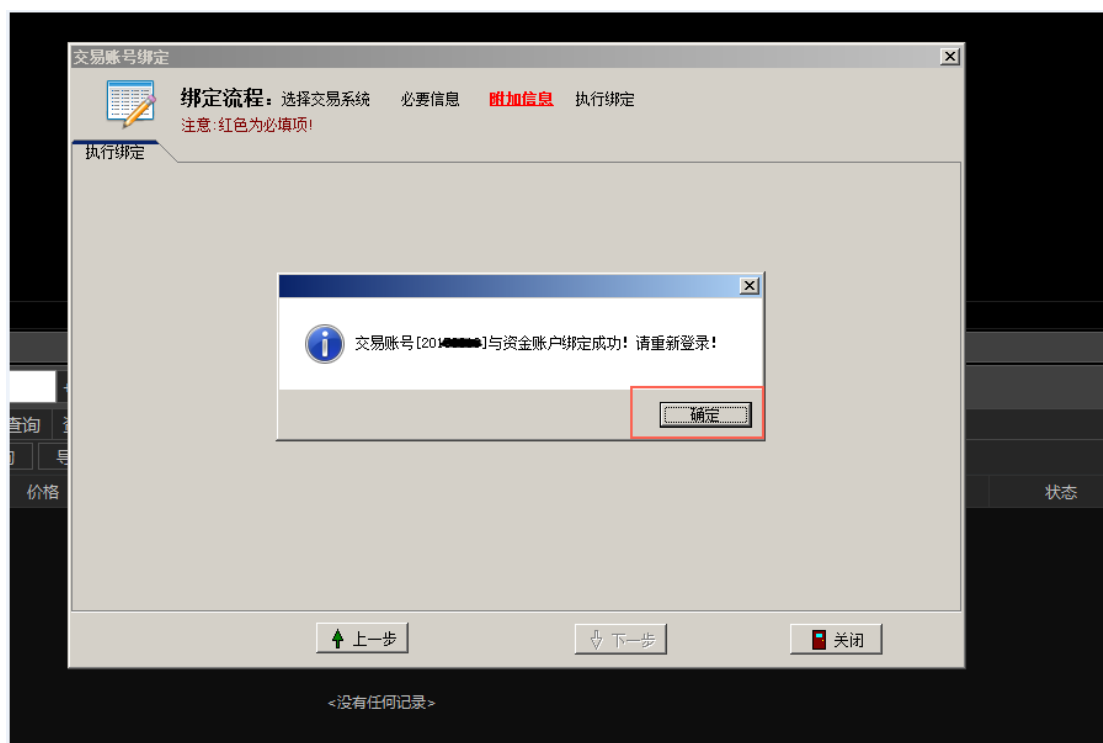 交易账号绑定
绑定流程：选择交易系统 必要信息 附加信息 执行绑定
注意:红色为必填项!
执行绑定
交易账号[201]与资金账户绑定成功！请重新登录！
确定
查询
价格
状态
上一步 下一步 关闭
<没有任何记录>